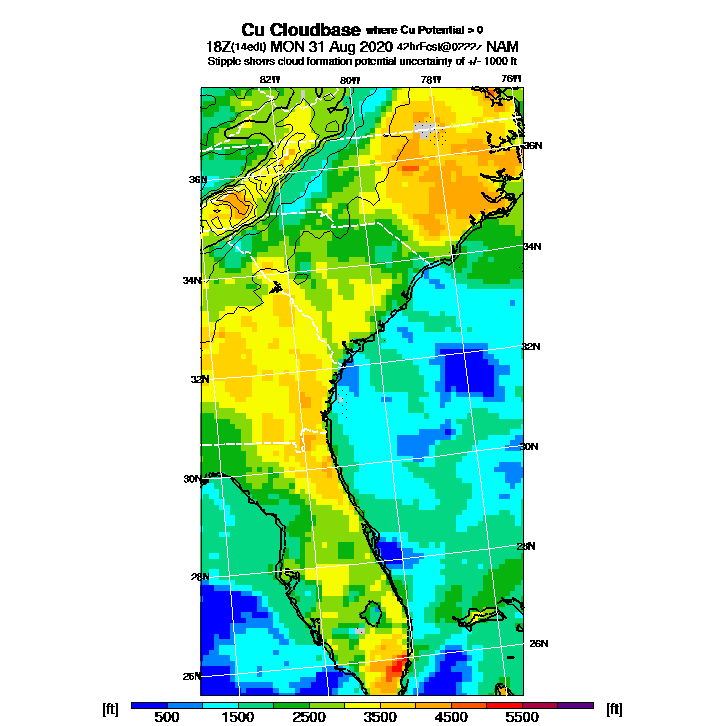 Cu Cloudbase where Cu Potential > 0
18Z(14edt) MON 31 Aug 2020 NAM
Stipple shows cloud formation potential uncertainty of +/- 1000 ft
82W 80W 78W 76W
36N
36N
34N
34N
32N
32N
30N
30N
28N
28N
26N
26N
[ft] [ft]
500 1500 2500 3500 4500 5500